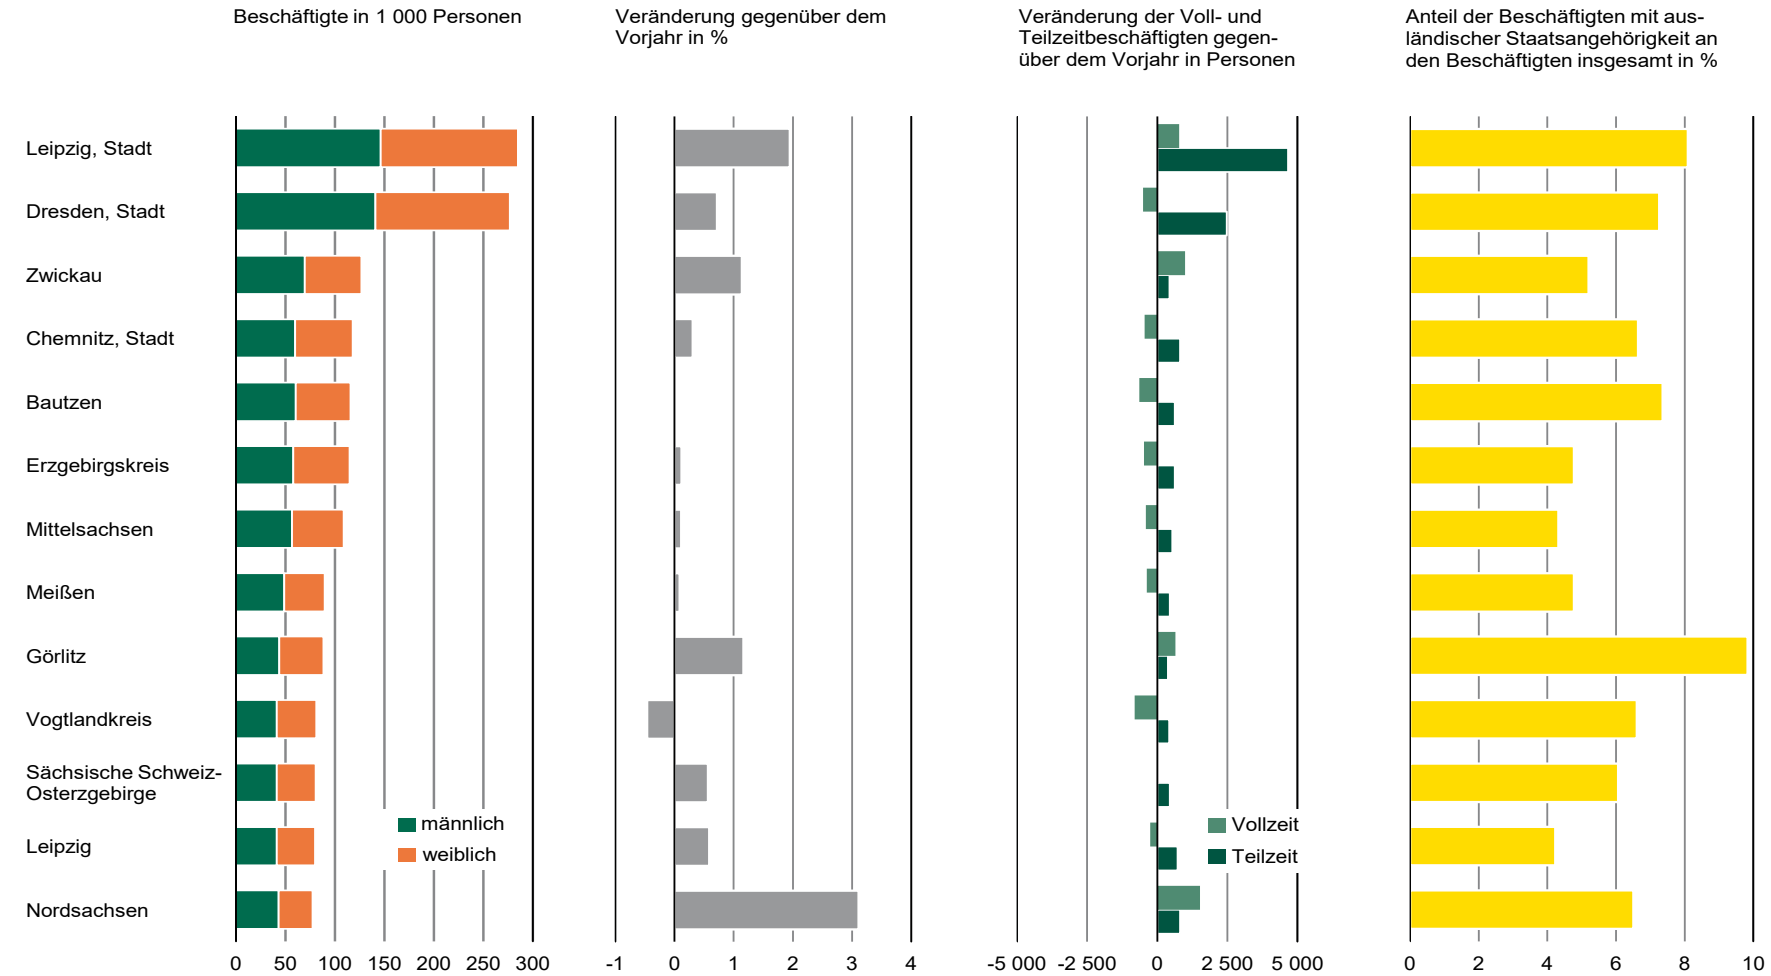 Beschäftigte in 1 000 Personen
Veränderung gegenüber dem
Vorjahr in %
Veränderung der Voll- und
Teilzeitbeschäftigten gegen-
über dem Vorjahr in Personen
Anteil der Beschäftigten mit aus-
ländischer Staatsangehörigkeit an
den Beschäftigten insgesamt in %
Leipzig, Stadt
Dresden, Stadt
Zwickau
Chemnitz, Stadt
Bautzen
Erzgebirgskreis
Mittelsachsen
Meißen
Görlitz
Vogtlandkreis
Sächsische Schweiz-
Osterzgebirge
Leipzig
Nordsachsen
männlich
weiblich
Vollzeit
Teilzeit
0 50 100 150 200 250 300
-1 0 1 2 3 4
-5 000 -2 500 0 2 500 5 000
0 2 4 6 8 10